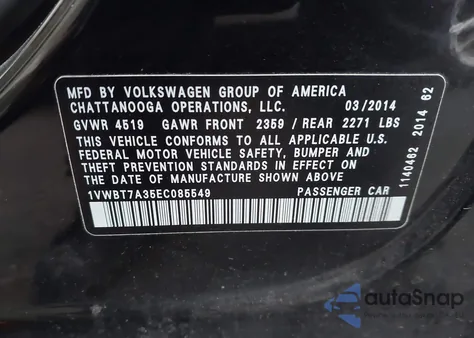 MFD BY VOLKSWAGEN GROUP OF AMERICA
CHATTANOOGA OPERATIONS, LLC. 03/2014
GVWR 4519 GAWR FRONT 2359 / REAR 2271 LBS
THIS VEHICLE CONFORMS TO ALL APPLICABLE U.S.
FEDERAL MOTOR VEHICLE SAFETY, BUMPER AND
THEFT PREVENTION STANDARDS IN EFFECT ON
THE DATE OF MANUFACTURE SHOWN ABOVE
1VWBT7A35EC085549 PASSENGER CAR
1140462 2014 62
autoSnap